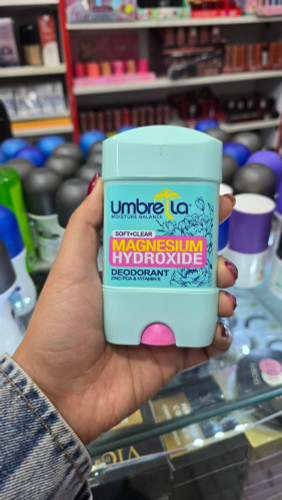 Umbrella
MOISTURE BALANCE
SOFT+CLEAR
MAGNESIUM
HYDROXIDE
DEODORANT
ZINC PCA & VITAMIN E